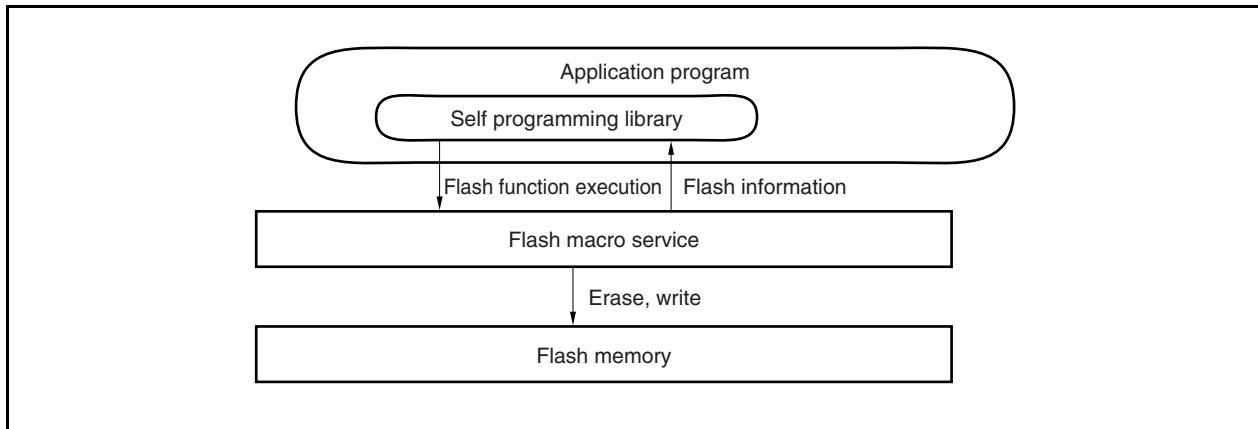 Application program
Self programming library
Flash function execution
Flash information
Flash macro service
Erase, write
Flash memory